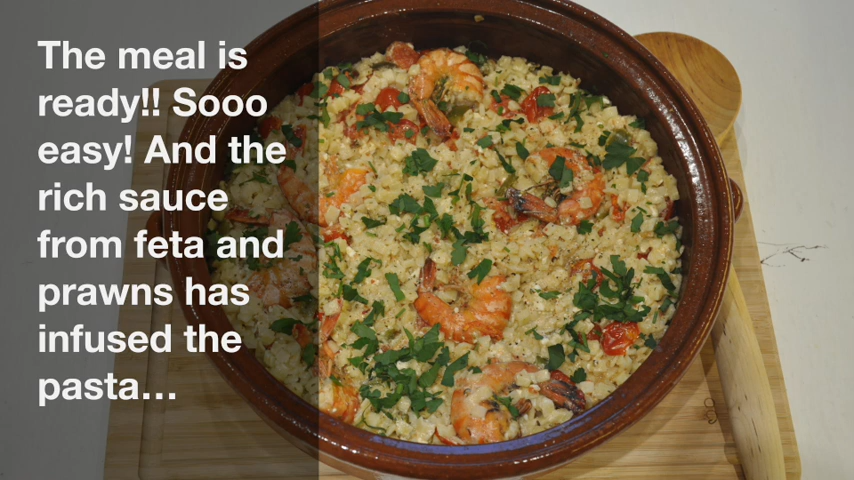 The meal is
ready!! Sooo
easy! And the
rich sauce
from feta and
prawns has
infused the
pasta…